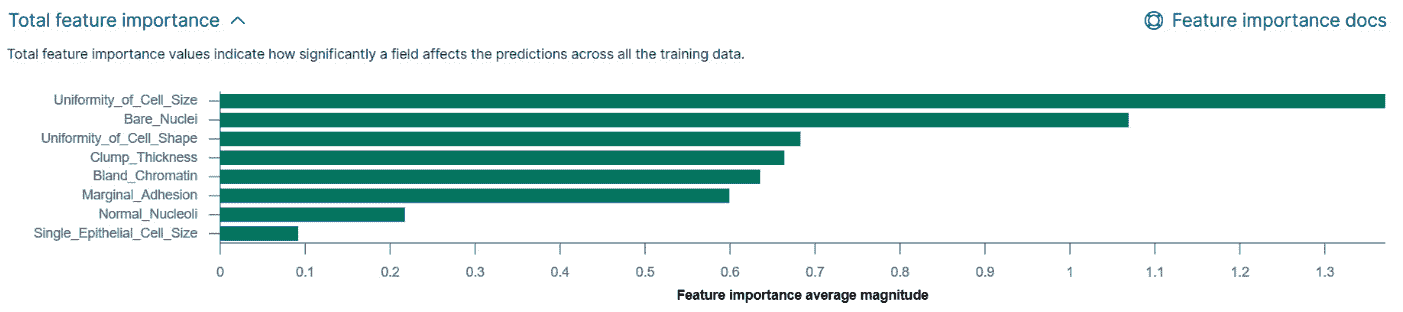 Total feature importance
Feature importance docs
Total feature importance values indicate how significantly a field affects the predictions across all the training data.
Uniformity_of_Cell_Size
Bare_Nuclei
Uniformity_of_Cell_Shape
Clump_Thickness
Bland_Chromatin
Marginal_Adhesion
Normal_Nucleoli
Single_Epithelial_Cell_Size
0 0.1 0.2 0.3 0.4 0.5 0.6 0.7 0.8 0.9 1 1.1 1.2 1.3
Feature importance average magnitude